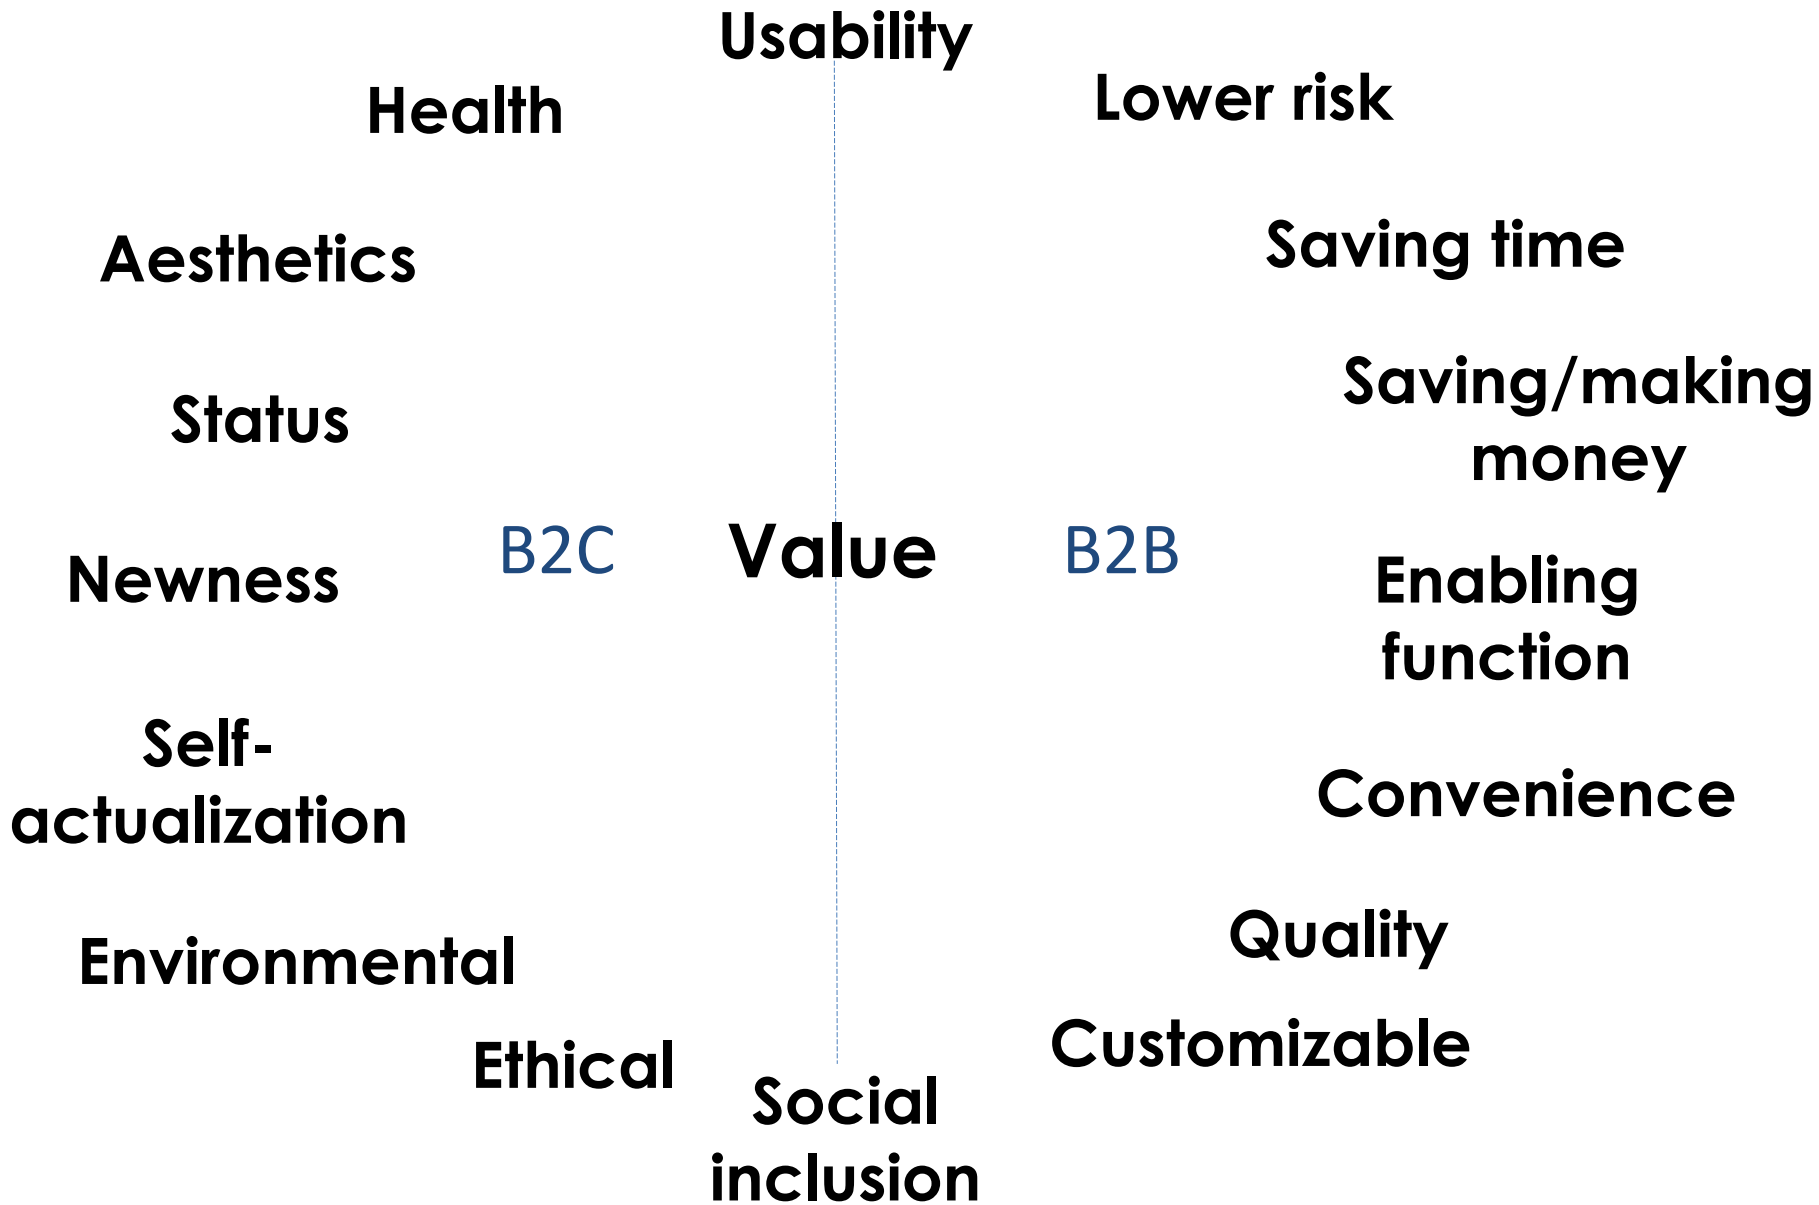 Usability
Health
Lower risk
Aesthetics
Saving time
Status
Saving/making
money
B2C
Value
B2B
Newness
Enabling
function
Self-
actualization
Convenience
Environmental
Quality
Ethical
Customizable
Social
inclusion